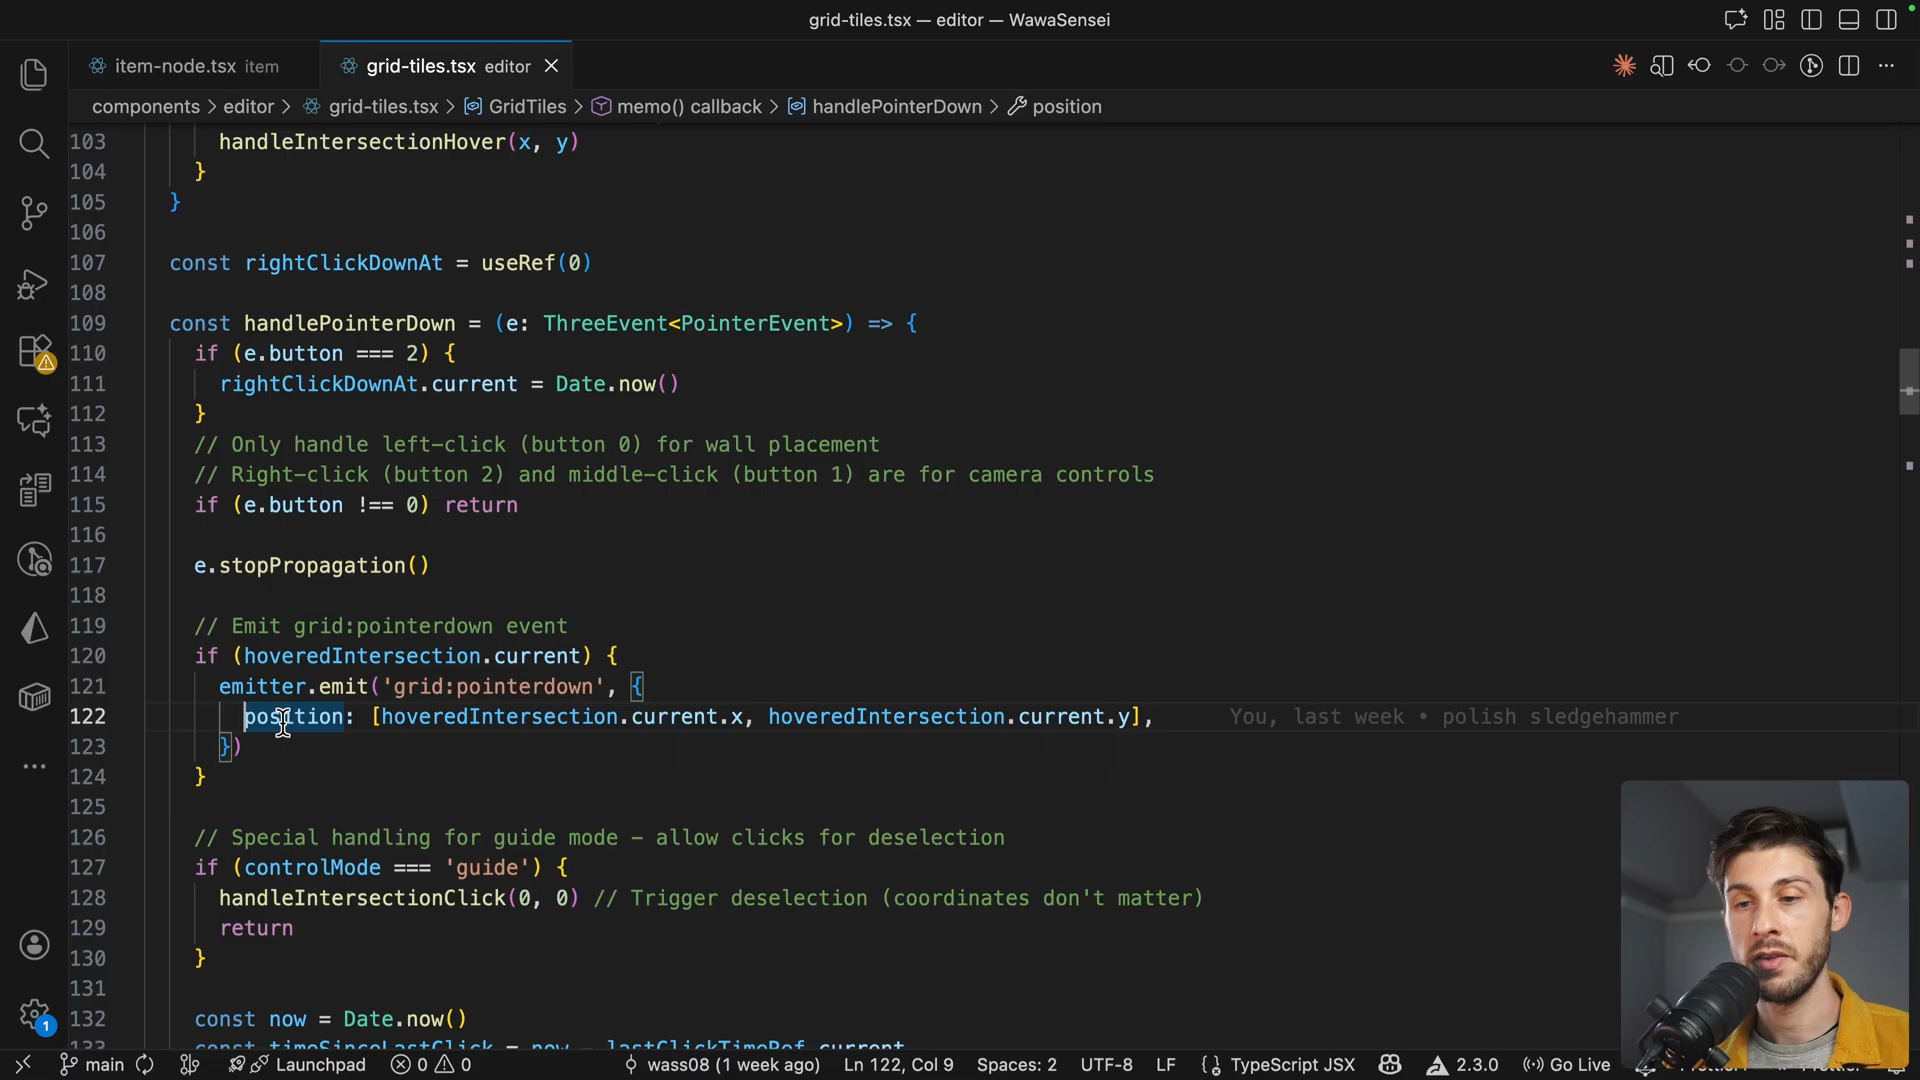 grid-tiles.tsx — editor — WawaSensei
item-node.tsx item
grid-tiles.tsx editor
components > editor > grid-tiles.tsx > GridTiles > memo() callback > handlePointerDown > position
103 handleIntersectionHover(x, y)
104 }
105 }
106
107 const rightClickDownAt = useRef(0)
108
109 const handlePointerDown = (e: ThreeEvent<PointerEvent>) => {
110 if (e.button === 2) {
111 rightClickDownAt.current = Date.now()
112 }
113 // Only handle left-click (button 0) for wall placement
114 // Right-click (button 2) and middle-click (button 1) are for camera controls
115 if (e.button !== 0) return
116
117 e.stopPropagation()
118
119 // Emit grid:pointerdown event
120 if (hoveredIntersection.current) {
121 emitter.emit('grid:pointerdown', {
122 position: [hoveredIntersection.current.x, hoveredIntersection.current.y], You, last week • polish sledgehammer
123 })
124 }
125
126 // Special handling for guide mode – allow clicks for deselection
127 if (controlMode === 'guide') {
128 handleIntersectionClick(0, 0) // Trigger deselection (coordinates don't matter)
129 return
130 }
131
132 const now = Date.now()
133 const timeSinceLastClick = now - lastClickTimeRef.current
1
main Launchpad 0 0 wass08 (1 week ago) Ln 122, Col 9 Spaces: 2 UTF-8 LF {} TypeScript JSX 2.3.0 Go Live